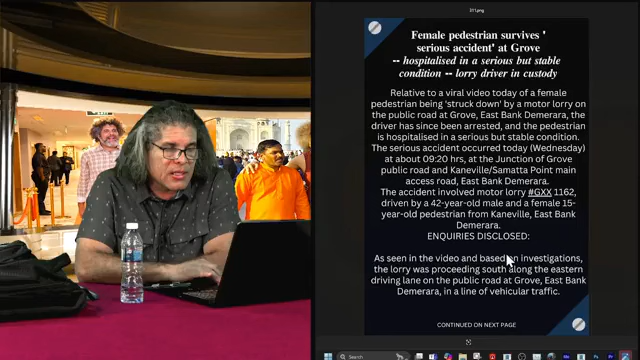 311png
Female pedestrian survives '
serious accident' at Grove
-- hospitalised in a serious but stable
condition -- lorry driver in custody
Relative to a viral video today of a female
pedestrian being 'struck down' by a motor lorry on
the public road at Grove, East Bank Demerara,
the driver has since been arrested, and the pedestrian
is hospitalised in a serious but stable condition.
The serious accident occurred today (Wednesday)
at about 09:20 hrs, at the Junction of Grove
public road and Kaneville/Samatta Point main
access road, East Bank Demerara.
The accident involved motor lorry #GXX 1162,
driven by a 42-year-old male and a female 15-
year-old pedestrian from Kaneville, East Bank
Demerara.
ENQUIRIES DISCLOSED:
As seen in the video and based on investigations,
the lorry was proceeding south along the eastern
driving lane on the public road at Grove, East Bank
Demerara, in a line of vehicular traffic.
CONTINUED ON NEXT PAGE
Search